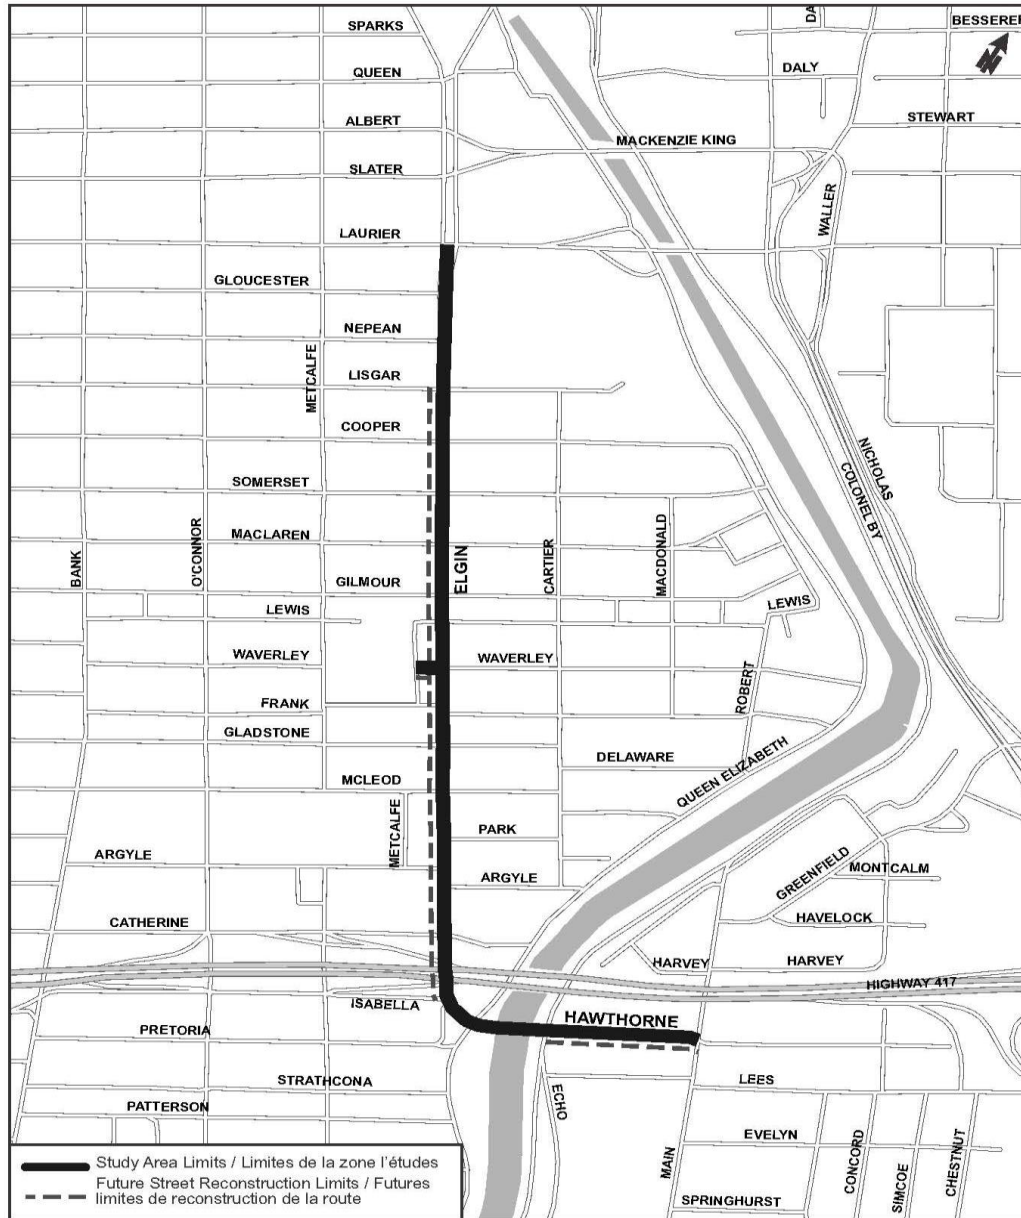 SPARKS
BESSERER
DA
QUEEN
DALY
N
ALBERT
STEWART
MACKENZIE KING
SLATER
WALLER
LAURIER
GLOUCESTER
NEPEAN
METCALFE
LISGAR
COOPER
NICHOLAS
COLONEL BY
SOMERSET
MACLAREN
BANK
O'CONNOR
ELGIN
CARTIER
MACDONALD
GILMOUR
LEWIS
LEWIS
WAVERLEY
WAVERLEY
ROBERT
FRANK
GLADSTONE
DELAWARE
QUEEN ELIZABETH
MCLEOD
METCALFE
PARK
ARGYLE
GREENFIELD
MONTCALM
ARGYLE
CATHERINE
HAVELOCK
HARVEY
HARVEY
HIGHWAY 417
ISABELLA
HAWTHORNE
PRETORIA
STRATHCONA
LEES
ECHO
PATTERSON
EVELYN
MAIN
CONCORD
SIMCOE
CHESTNUT
SPRINGHURST
Study Area Limits / Limites de la zone l'études
Future Street Reconstruction Limits / Futures
limites de reconstruction de la route